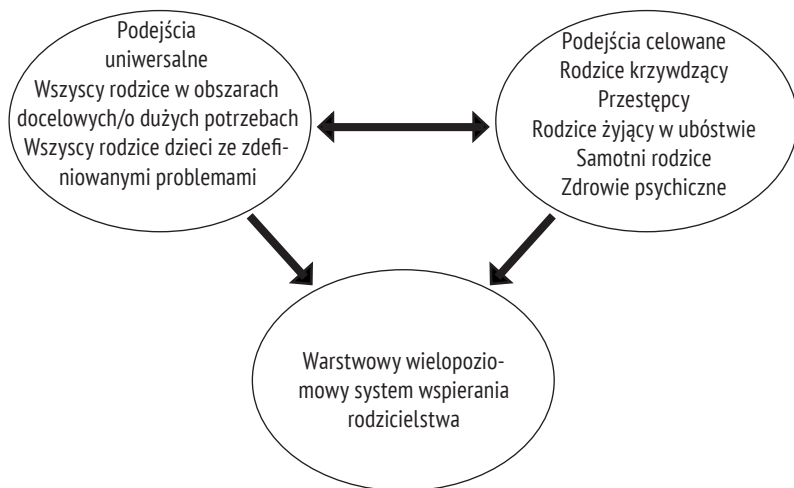 Podejścia
uniwersalne
Wszyscy rodzice w obszarach
docelowych/o dużych potrzebach
Wszyscy rodzice dzieci ze zdefi-
niowanymi problemami
Podejścia celowane
Rodzice krzywdzący
Przestępcy
Rodzice żyjący w ubóstwie
Samotni rodzice
Zdrowie psychiczne
Warstwowy wielopozio-
mowy system wspierania
rodzicielstwa